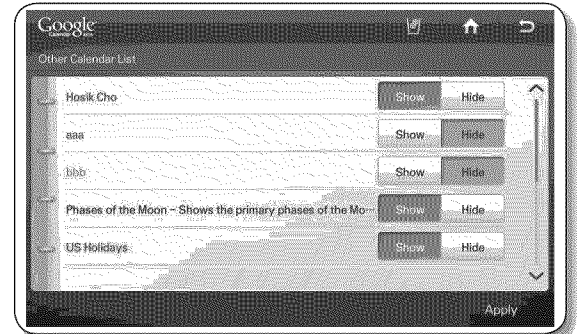 Google
Calendar BETA
Other Calendar List
Hosik Cho Show Hide
aaa Show Hide
bbb Show Hide
Phases of the Moon - Shows the primary phases of the Mo··· Show Hide
US Holidays Show Hide
Apply